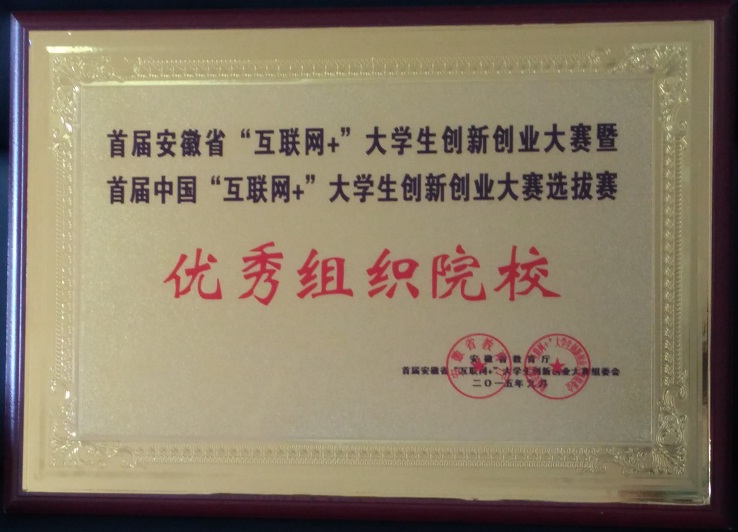 首届安徽省“互联网+”大学生创新创业大赛暨
首届中国“互联网+”大学生创新创业大赛选拔赛
优秀组织院校
安徽省教育厅
首届安徽省“互联网+”大学生创新创业大赛组委会
二〇一五年九月